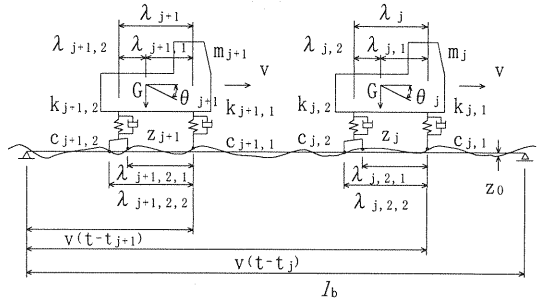 λ j+1
λ j
λ j+1,2
λ j+1,1
m j+1
λ j,2
λ j,1
m j
G
θ j+1
v
G
θ j
v
k j+1,2
k j+1,1
k j,2
k j,1
c j+1,2
z j+1
c j+1,1
c j,2
z j
c j,1
λ j+1,2,1
λ j,2,1
z 0
λ j+1,2,2
λ j,2,2
v(t-t j+1)
v(t-t j)
l b